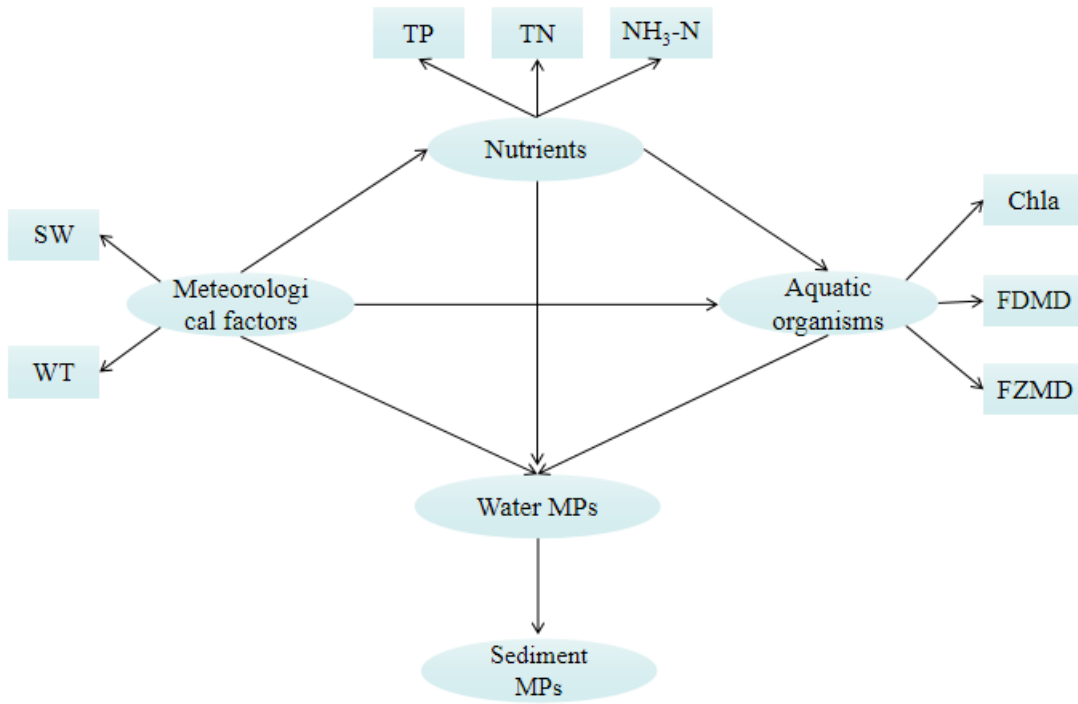 TP
TN
NH₃-N
Nutrients
Chla
SW
Meteorologi
cal factors
Aquatic
organisms
FDMD
WT
FZMD
Water MPs
Sediment
MPs